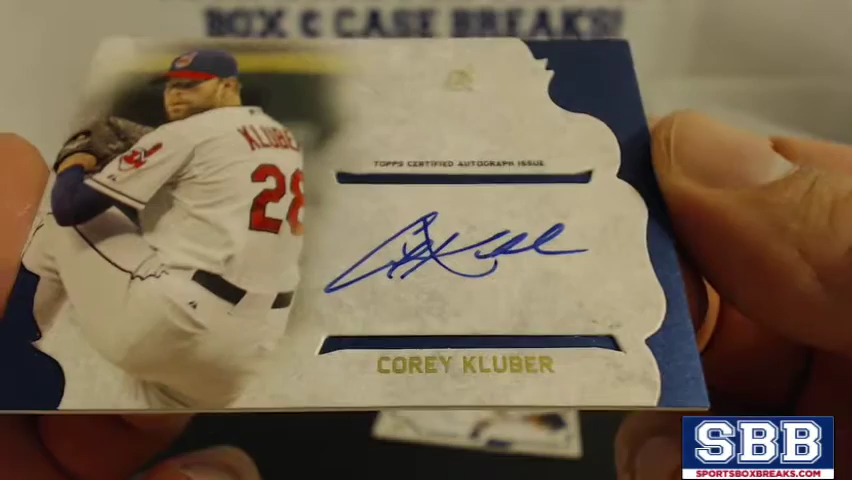 BOX & CASE BREAKS!
KLUBER
28
TOPPS CERTIFIED AUTOGRAPH ISSUE
COREY KLUBER
SBB
SPORTSBOXBREAKS.COM